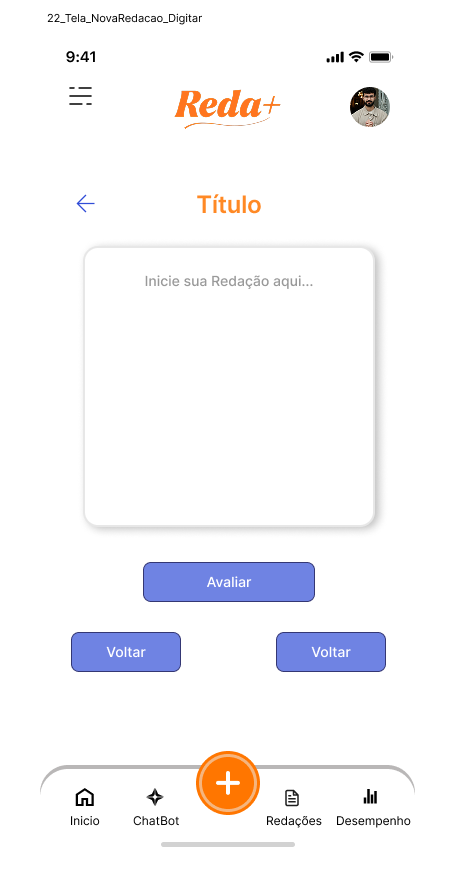 22_Tela_NovaRedacao_Digitar
9:41
Reda+
Título
Inicie sua Redação aqui...
Avaliar
Voltar
Voltar
Inicio
ChatBot
Redações
Desempenho